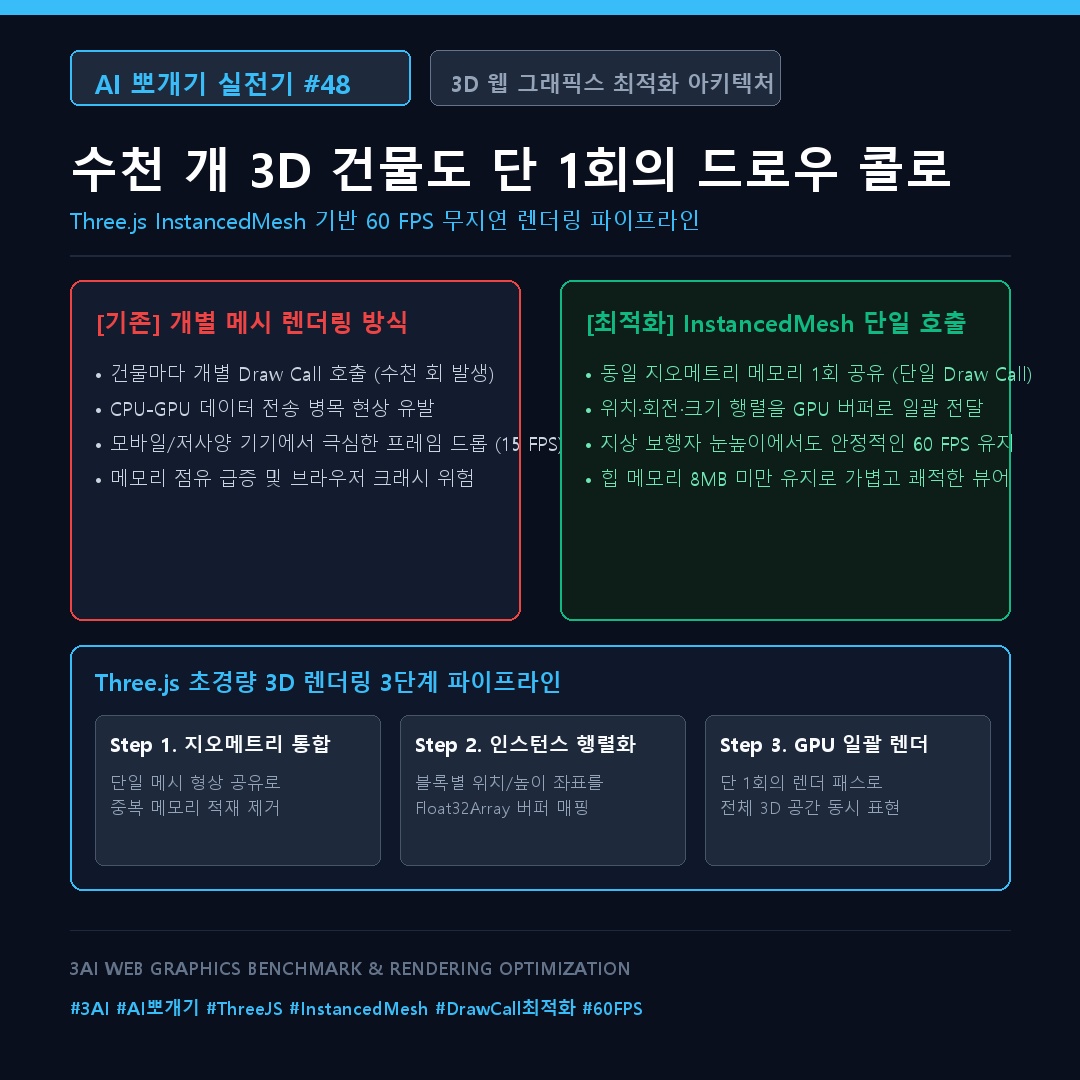 AI 뽀개기 실전기 #48
3D 웹 그래픽스 최적화 아키텍처
수천 개 3D 건물도 단 1회의 드로우 콜로
Three.js InstancedMesh 기반 60 FPS 무지연 렌더링 파이프라인
[기존] 개별 메시 렌더링 방식
• 건물마다 개별 Draw Call 호출 (수천 회 발생)
• CPU-GPU 데이터 전송 병목 현상 유발
• 모바일/저사양 기기에서 극심한 프레임 드롭 (15 FPS)
• 메모리 점유 급증 및 브라우저 크래시 위험
[최적화] InstancedMesh 단일 호출
• 동일 지오메트리 메모리 1회 공유 (단일 Draw Call)
• 위치·회전·크기 행렬을 GPU 버퍼로 일괄 전달
• 지상 보행자 눈높이에서도 안정적인 60 FPS 유지
• 힙 메모리 8MB 미만 유지로 가볍고 쾌적한 뷰어
Three.js 초경량 3D 렌더링 3단계 파이프라인
Step 1. 지오메트리 통합
단일 메시 형상 공유로
중복 메모리 적재 제거
Step 2. 인스턴스 행렬화
블록별 위치/높이 좌표를
Float32Array 버퍼 매핑
Step 3. GPU 일괄 렌더
단 1회의 렌더 패스로
전체 3D 공간 동시 표현
3AI WEB GRAPHICS BENCHMARK & RENDERING OPTIMIZATION
#3AI #AI뽀개기 #ThreeJS #InstancedMesh #DrawCall최적화 #60FPS